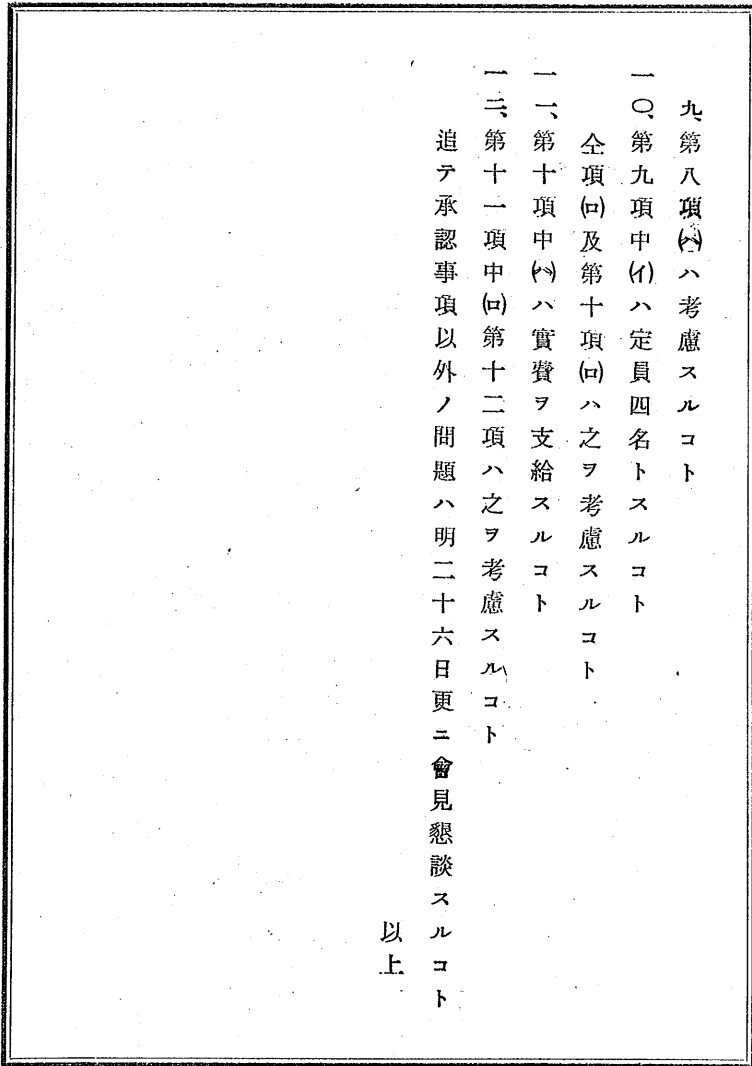 九、第八項(ハ)ハ考慮スルコト
一〇、第九項中(イ)ハ定員四名トスルコト
全項(ロ)及第十項(ロ)ハ之ヲ考慮スルコト
一一、第十項中(ハ)ハ實費ヲ支給スルコト
一二、第十一項中(ロ)第十二項ハ之ヲ考慮スルコト
追テ承認事項以外ノ問題ハ明二十六日更ニ會見懇談スルコト
以上